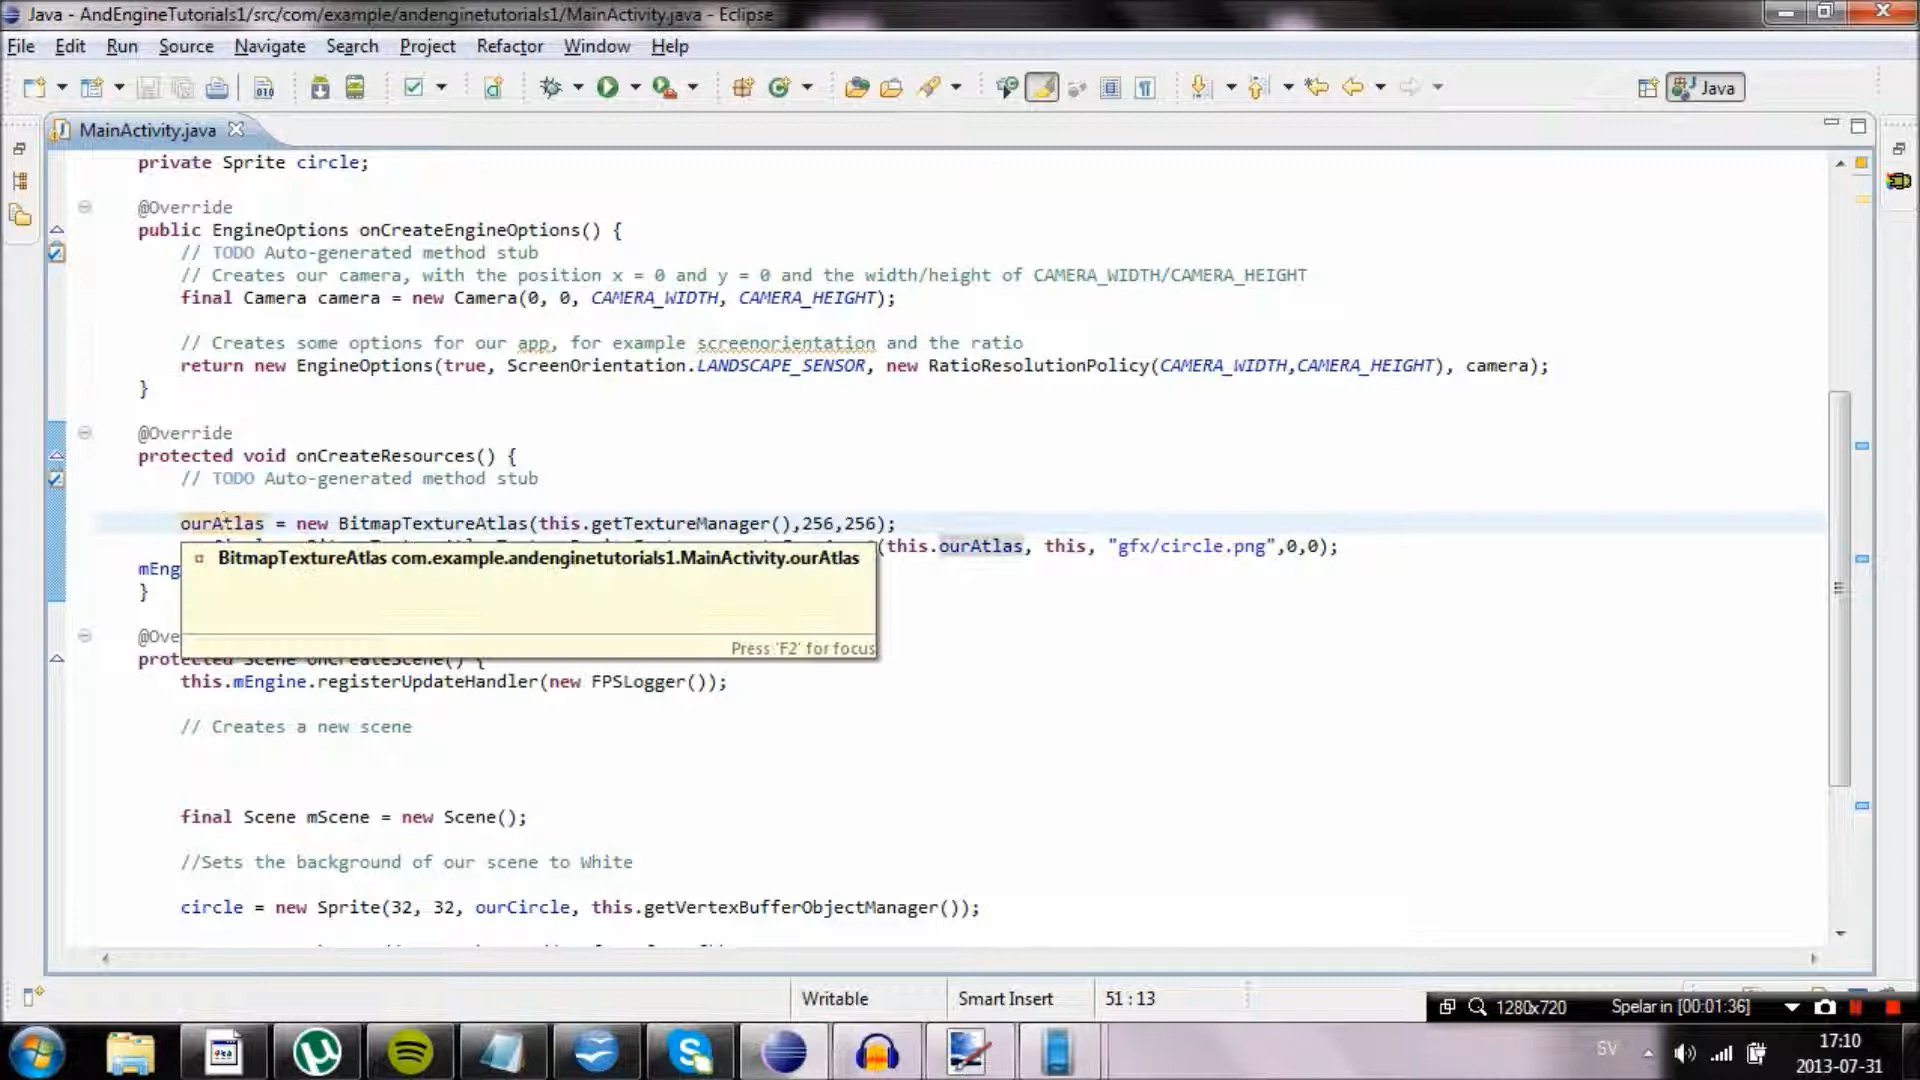 Java - AndEngineTutorials1/src/com/example/andenginetutorials1/MainActivity.java - Eclipse
File Edit Run Source Navigate Search Project Refactor Window Help
Java
MainActivity.java
private Sprite circle;
@Override
public EngineOptions onCreateEngineOptions() {
// TODO Auto-generated method stub
// Creates our camera, with the position x = 0 and y = 0 and the width/height of CAMERA_WIDTH/CAMERA_HEIGHT
final Camera camera = new Camera(0, 0, CAMERA_WIDTH, CAMERA_HEIGHT);
// Creates some options for our app, for example screenorientation and the ratio
return new EngineOptions(true, ScreenOrientation.LANDSCAPE_SENSOR, new RatioResolutionPolicy(CAMERA_WIDTH,CAMERA_HEIGHT), camera);
}
@Override
protected void onCreateResources() {
// TODO Auto-generated method stub
ourAtlas = new BitmapTextureAtlas(this.getTextureManager(),256,256);
(this.ourAtlas, this, "gfx/circle.png",0,0);
BitmapTextureAtlas com.example.andenginetutorials1.MainActivity.ourAtlas
mEng
}
@Ove
Press 'F2' for focus
protected Scene onCreateScene() {
this.mEngine.registerUpdateHandler(new FPSLogger());
// Creates a new scene
final Scene mScene = new Scene();
//Sets the background of our scene to White
circle = new Sprite(32, 32, ourCircle, this.getVertexBufferObjectManager());
Writable Smart Insert 51 : 13
1280x720 Spelar in [00:01:36]
SV
17:10
2013-07-31